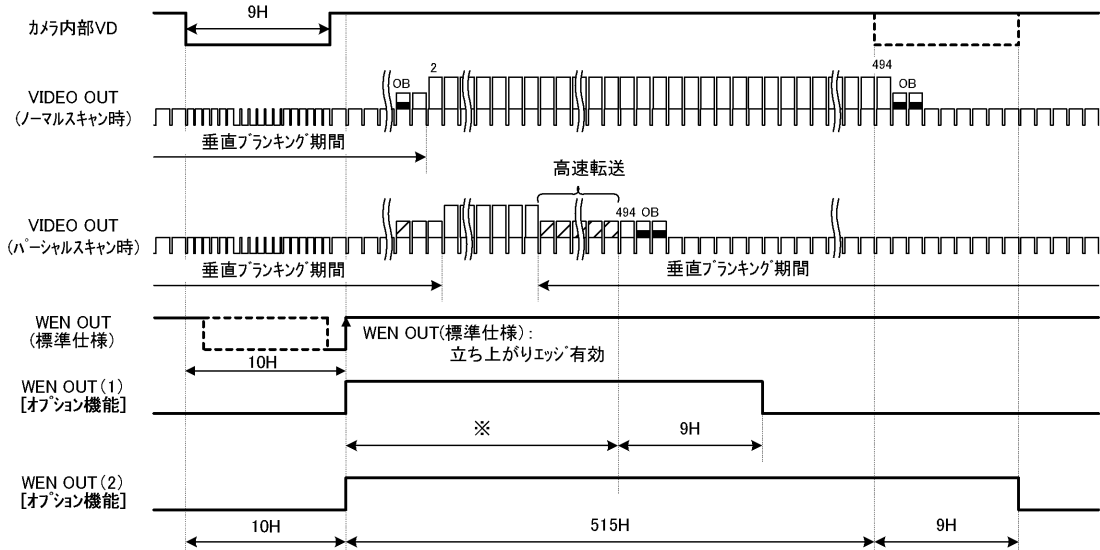 9H
カメラ内部VD
OB
2
494
OB
VIDEO OUT
(ノーマルスキャン時)
垂直ブランキング期間
高速転送
494 OB
VIDEO OUT
(パーシャルスキャン時)
垂直ブランキング期間
垂直ブランキング期間
WEN OUT
(標準仕様)
WEN OUT(標準仕様):
立ち上がりエッジ有効
10H
WEN OUT(1)
[オプション機能]
※
9H
WEN OUT(2)
[オプション機能]
10H
515H
9H